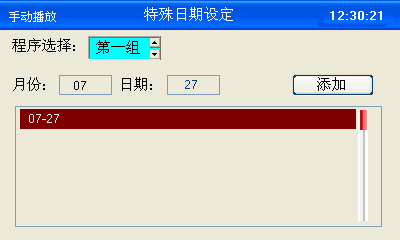 手动播放 特殊日期设定 12:30:21
程序选择: 第一组
月份: 07 日期: 27 添加
07-27